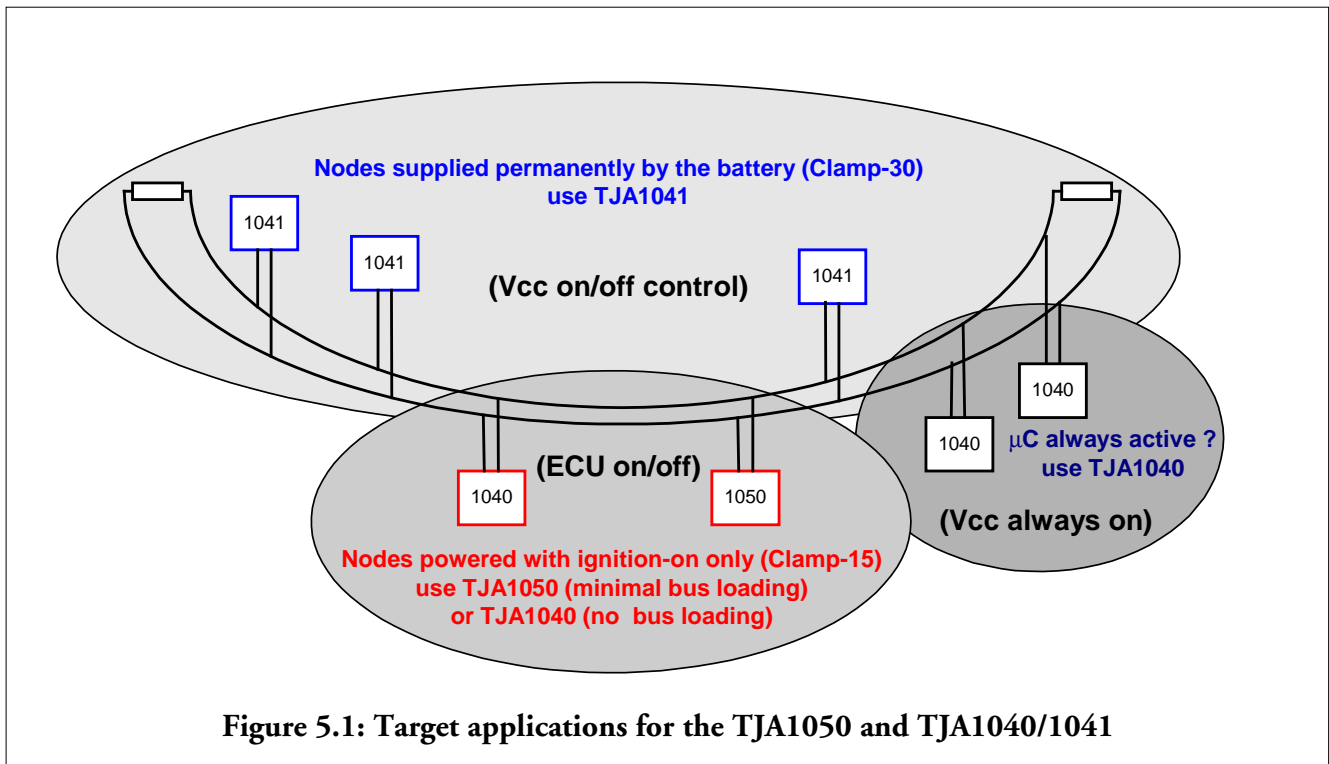 Nodes supplied permanently by the battery (Clamp-30)
use TJA1041
1041
1041
1041
(Vcc on/off control)
1040
1040
μC always active ?
use TJA1040
(Vcc always on)
(ECU on/off)
1040
1050
Nodes powered with ignition-on only (Clamp-15)
use TJA1050 (minimal bus loading)
or TJA1040 (no bus loading)
Figure 5.1: Target applications for the TJA1050 and TJA1040/1041